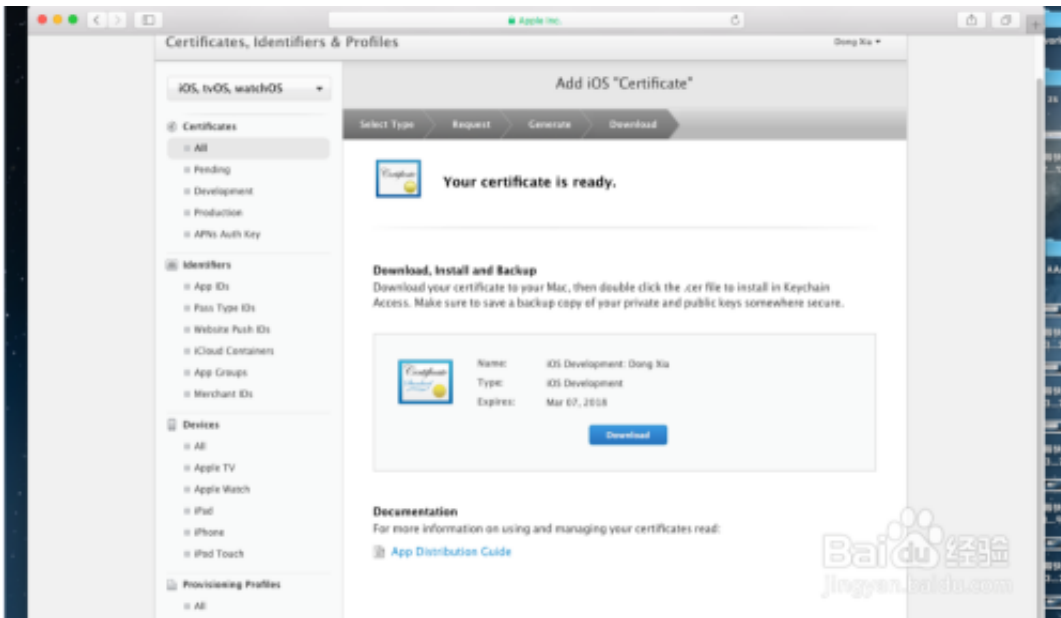 Apple Inc.
Certificates, Identifiers & Profiles
Dong Xia
iOS, tvOS, watchOS
Add iOS "Certificate"
Select Type
Request
Generate
Download
Certificates
All
Pending
Development
Production
APNs Auth Key
Identifiers
App IDs
Pass Type IDs
Website Push IDs
iCloud Containers
App Groups
Merchant IDs
Devices
All
Apple TV
Apple Watch
iPad
iPhone
iPod Touch
Provisioning Profiles
All
Your certificate is ready.
Download, Install and Backup
Download your certificate to your Mac, then double click the .cer file to install in Keychain
Access. Make sure to save a backup copy of your private and public keys somewhere secure.
Certificate
Certificate
Standard
Name: iOS Development: Dong Xia
Type: iOS Development
Expires: Mar 07, 2018
Download
Documentation
For more information on using and managing your certificates read:
App Distribution Guide
Baidu 经验
jingyan.baidu.com